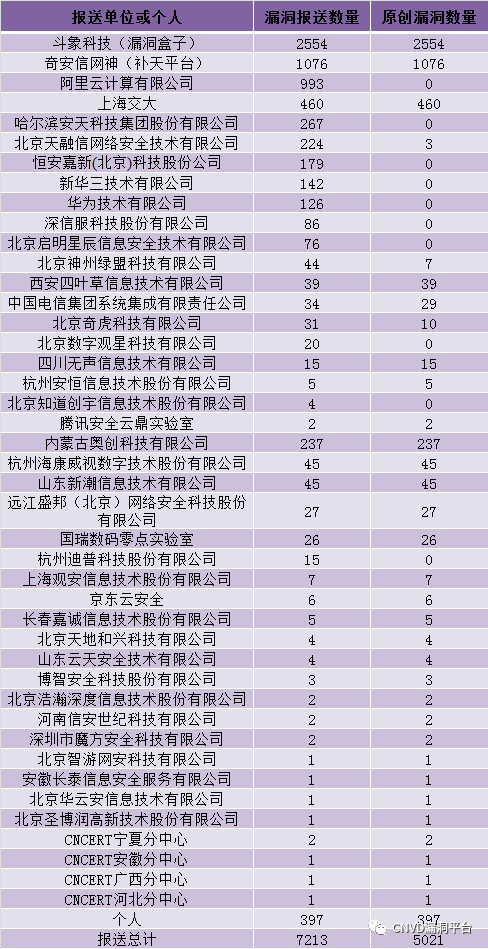 报送单位或个人 漏洞报送数量 原创漏洞数量
斗象科技（漏洞盒子） 2554 2554
奇安信网神（补天平台） 1076 1076
阿里云计算有限公司 993 0
上海交大 460 460
哈尔滨安天科技集团股份有限公司 267 0
北京天融信网络安全技术有限公司 224 3
恒安嘉新(北京)科技股份公司 179 0
新华三技术有限公司 142 0
华为技术有限公司 126 0
深信服科技股份有限公司 86 0
北京启明星辰信息安全技术有限公司 76 0
北京神州绿盟科技有限公司 44 7
西安四叶草信息技术有限公司 39 39
中国电信集团系统集成有限责任公司 34 29
北京奇虎科技有限公司 31 10
北京数字观星科技有限公司 20 0
四川无声信息技术有限公司 15 15
杭州安恒信息技术股份有限公司 5 5
北京知道创宇信息技术股份有限公司 4 0
腾讯安全云鼎实验室 2 2
内蒙古奥创科技有限公司 237 237
杭州海康威视数字技术股份有限公司 45 45
山东新潮信息技术有限公司 45 45
远江盛邦（北京）网络安全科技股份
有限公司 27 27
国瑞数码零点实验室 26 26
杭州迪普科技股份有限公司 15 0
上海观安信息技术股份有限公司 7 7
京东云安全 6 6
长春嘉诚信息技术股份有限公司 5 5
北京天地和兴科技有限公司 4 4
山东云天安全技术有限公司 4 4
博智安全科技股份有限公司 3 3
北京浩瀚深度信息技术股份有限公司 2 2
河南信安世纪科技有限公司 2 2
深圳市魔方安全科技有限公司 2 2
北京智游网安科技有限公司 1 1
安徽长泰信息安全服务有限公司 1 1
北京华云安信息技术有限公司 1 1
北京圣博润高新技术股份有限公司 1 1
CNCERT宁夏分中心 2 2
CNCERT安徽分中心 1 1
CNCERT广西分中心 1 1
CNCERT河北分中心 1 1
个人 397 397
报送总计 7213 5021
CNVD漏洞平台